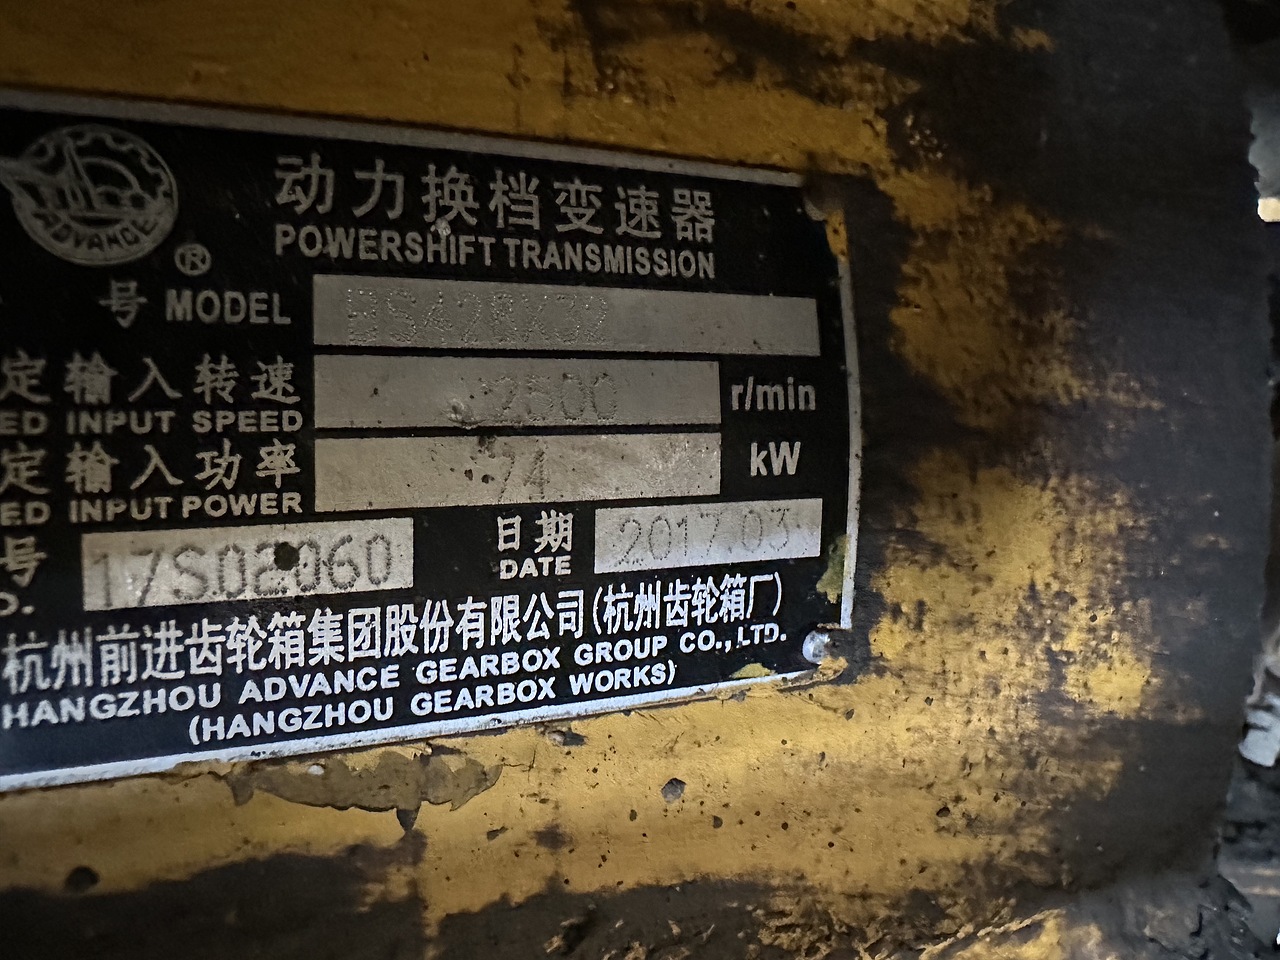 ADVANCE
®
动力换档变速器
POWERSHIFT TRANSMISSION
号 MODEL BS428X32
定输入转速 2500 r/min
ED INPUT SPEED
定输入功率 74 kW
ED INPUT POWER
号 17S02060 日期 2017.03
O. DATE
杭州前进齿轮箱集团股份有限公司(杭州齿轮箱厂)
HANGZHOU ADVANCE GEARBOX GROUP CO., LTD.
(HANGZHOU GEARBOX WORKS)